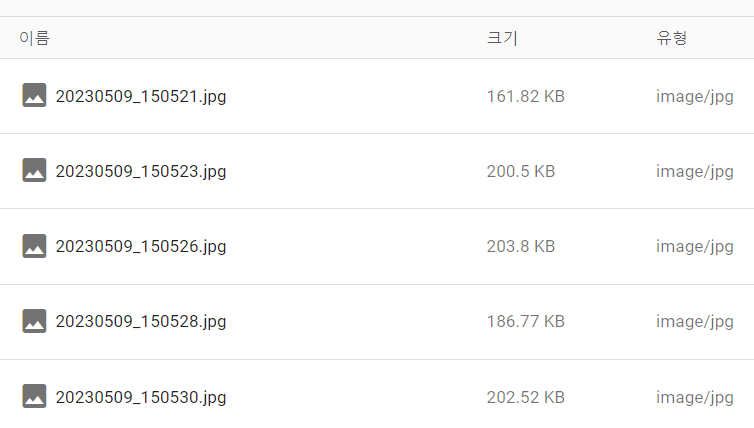 이름 크기 유형
20230509_150521.jpg 161.82 KB image/jpg
20230509_150523.jpg 200.5 KB image/jpg
20230509_150526.jpg 203.8 KB image/jpg
20230509_150528.jpg 186.77 KB image/jpg
20230509_150530.jpg 202.52 KB image/jpg